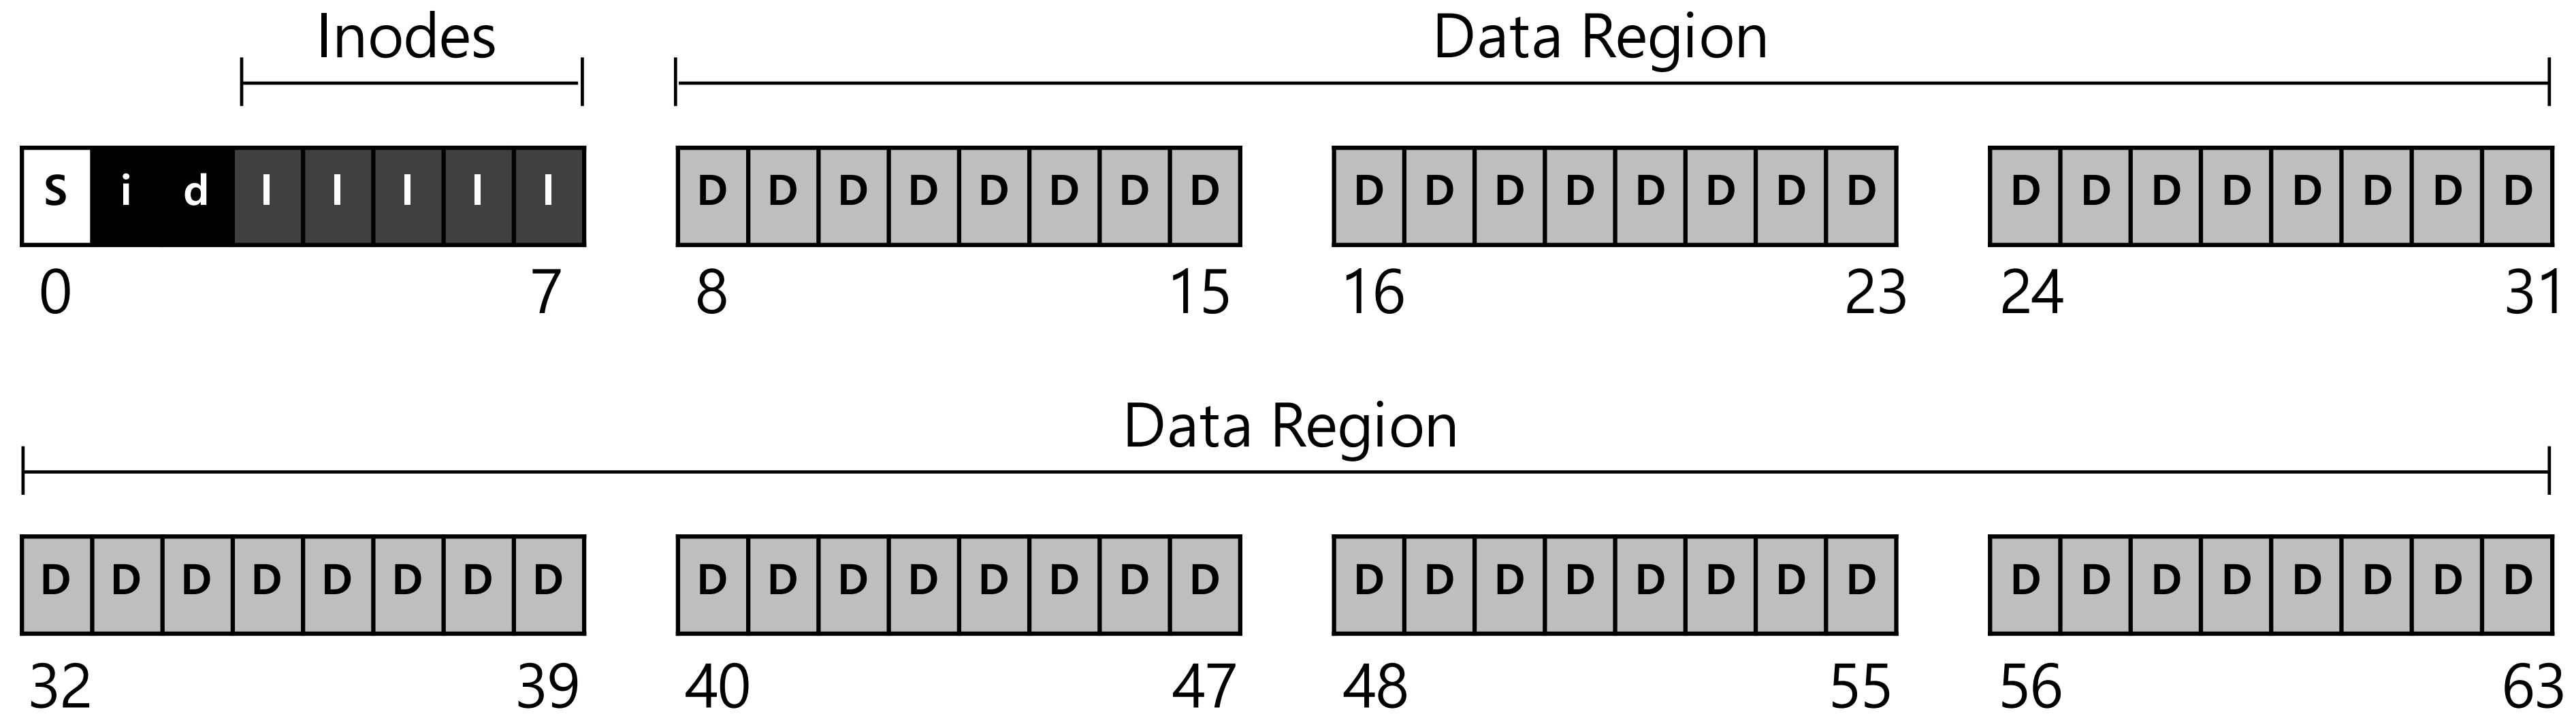 Inodes Data Region
S i d I I I I I D D D D D D D D D D D D D D D D D D D D D D D D
0 7 8 15 16 23 24 31
Data Region
D D D D D D D D D D D D D D D D D D D D D D D D D D D D D D D D
32 39 40 47 48 55 56 63